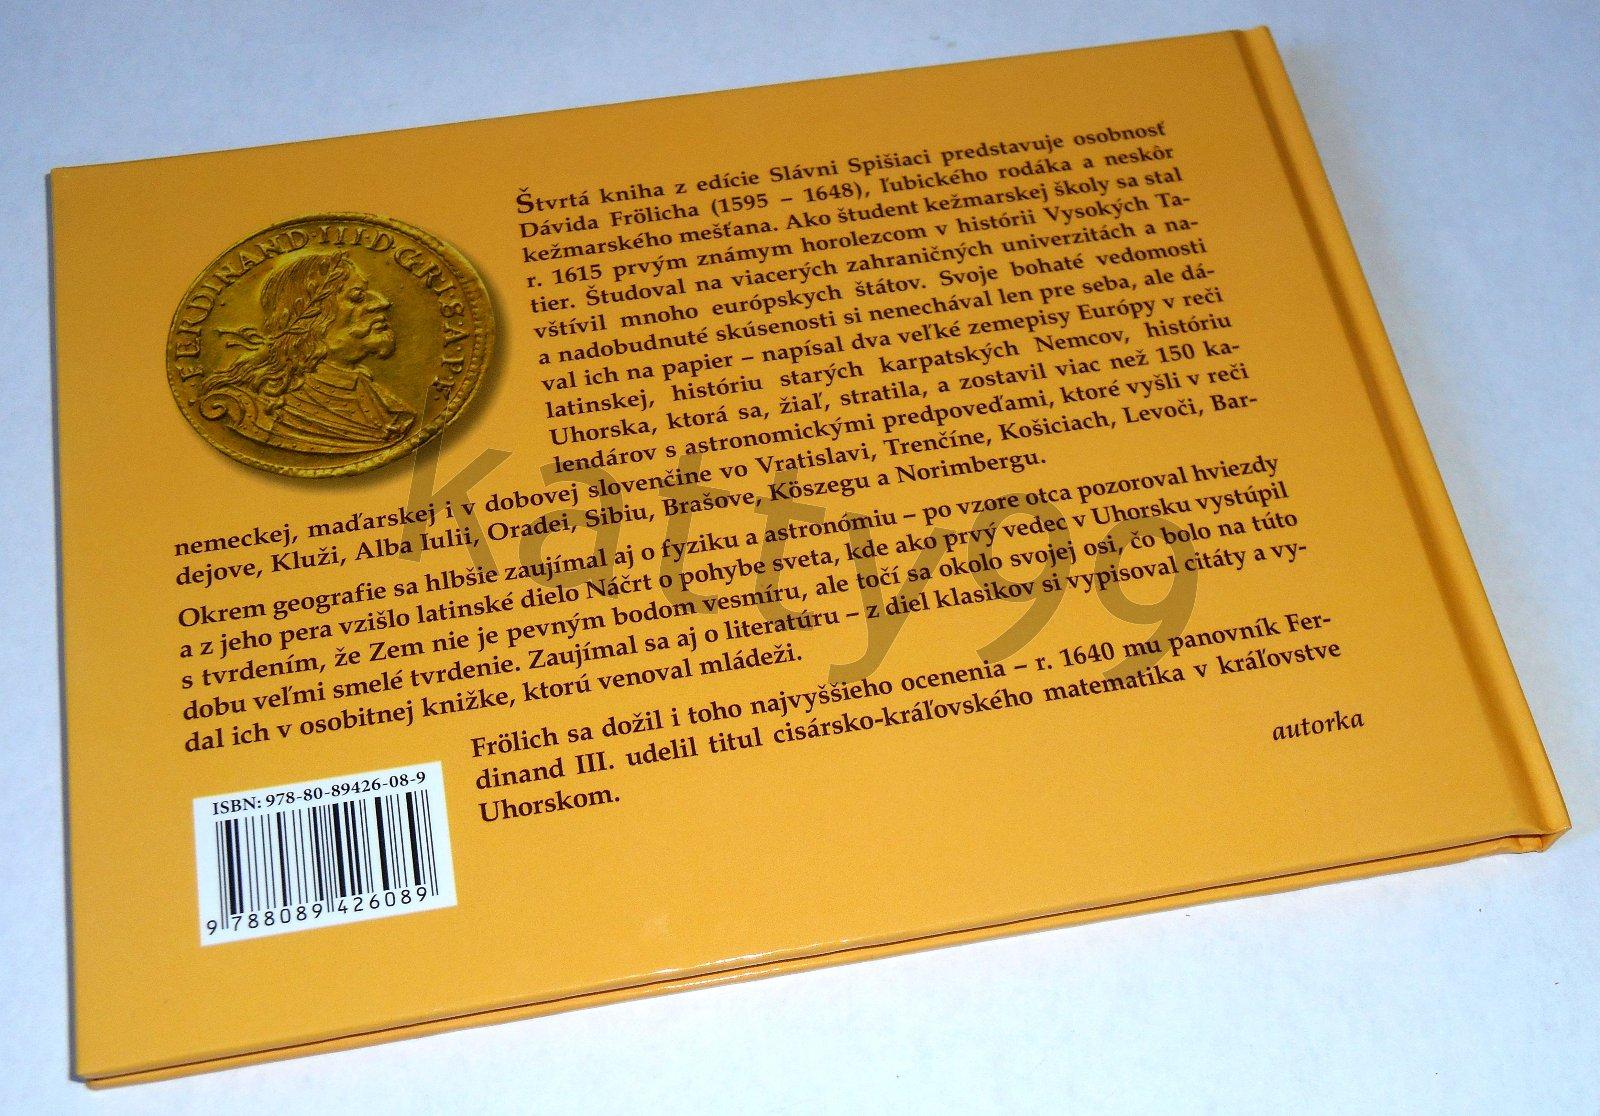 FERDINAND·III·D·G·R·I·S·A·P·E
Štvrtá kniha z edície Slávni Spišiaci predstavuje osobnosť
Dávida Frölicha (1595 – 1648), ľubického rodáka a neskôr
kežmarského mešťana. Ako študent kežmarskej školy sa stal
r. 1615 prvým známym horolezcom v histórii Vysokých Ta-
tier. Študoval na viacerých zahraničných univerzitách a na-
vštívil mnoho európskych štátov. Svoje bohaté vedomosti
a nadobudnuté skúsenosti si nenechával len pre seba, ale dá-
val ich na papier – napísal dva veľké zemepisy Európy v reči
latinskej, históriu starých karpatských Nemcov, históriu
Uhorska, ktorá sa, žiaľ, stratila, a zostavil viac než 150 ka-
lendárov s astronomickými predpoveďami, ktoré vyšli v reči
nemeckej, maďarskej i v dobovej slovenčine vo Vratislavi, Trenčíne, Košiciach, Levoči, Bar-
dejove, Kluži, Alba Iulii, Oradei, Sibiu, Brašove, Köszegu a Norimbergu.
Okrem geografie sa hlbšie zaujímal aj o fyziku a astronómiu – po vzore otca pozoroval hviezdy
a z jeho pera vzišlo latinské dielo Náčrt o pohybe sveta, kde ako prvý vedec v Uhorsku vystúpil
s tvrdením, že Zem nie je pevným bodom vesmíru, ale točí sa okolo svojej osi, čo bolo na túto
dobu veľmi smelé tvrdenie. Zaujímal sa aj o literatúru – z diel klasikov si vypisoval citáty a vy-
dal ich v osobitnej knižke, ktorú venoval mládeži.
Frölich sa dožil i toho najvyššieho ocenenia – r. 1640 mu panovník Fer-
dinand III. udelil titul cisársko-kráľovského matematika v kráľovstve
Uhorskom.
autorka
ISBN: 978-80-89426-08-9
9 788089 426089
katty99